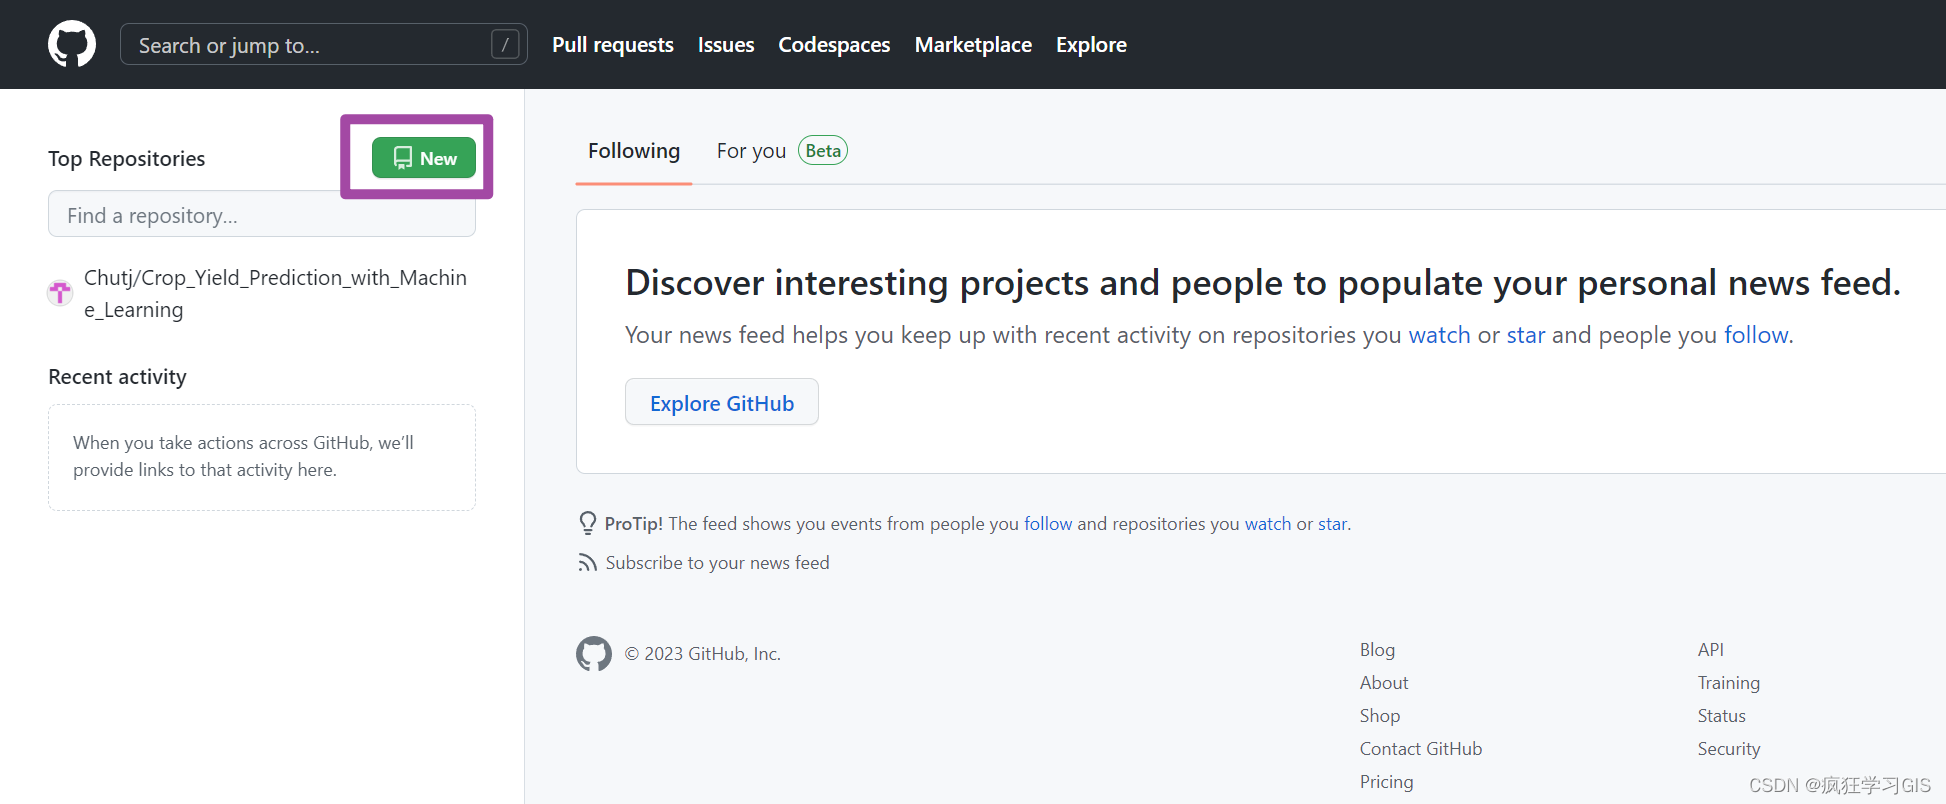 Search or jump to...
/
Pull requests
Issues
Codespaces
Marketplace
Explore
Top Repositories
New
Find a repository...
Chutj/Crop_Yield_Prediction_with_Machin
e_Learning
Recent activity
When you take actions across GitHub, we’ll
provide links to that activity here.
Following
For you
Beta
Discover interesting projects and people to populate your personal news feed.
Your news feed helps you keep up with recent activity on repositories you watch or star and people you follow.
Explore GitHub
ProTip! The feed shows you events from people you follow and repositories you watch or star.
Subscribe to your news feed
© 2023 GitHub, Inc.
Blog
About
Shop
Contact GitHub
Pricing
API
Training
Status
Security
CSDN @疯狂学习GIS